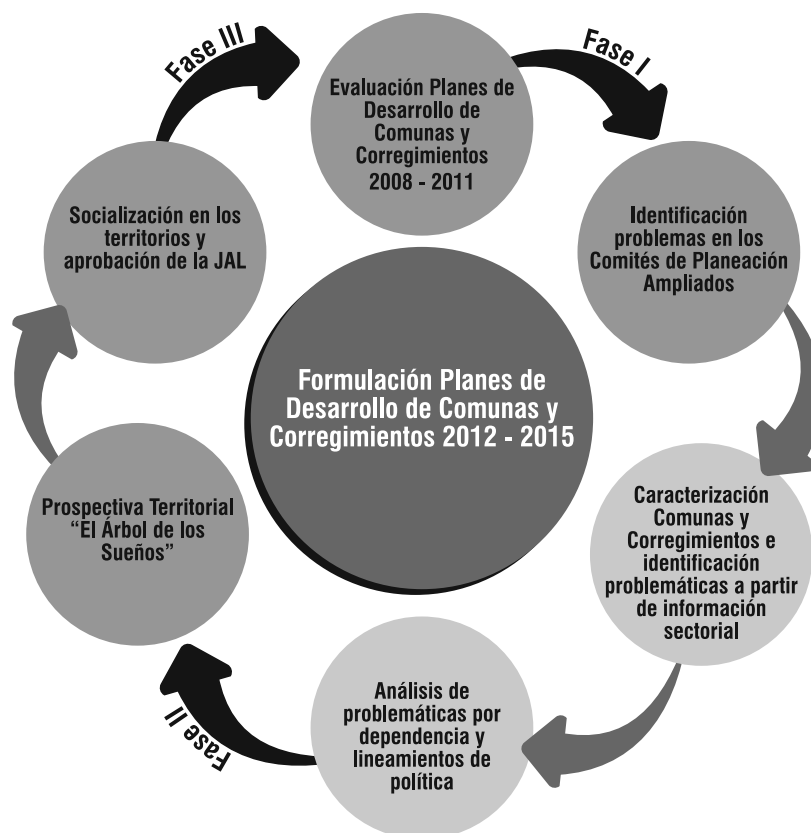 Fase III
Fase I
Evaluación Planes de
Desarrollo de
Comunas y
Corregimientos
2008 - 2011
Identificación
problemas en los
Comités de Planeación
Ampliados
Caracterización
Comunas y
Corregimientos e
identificación
problemáticas a partir
de información
sectorial
Análisis de
problemáticas por
dependencia y
lineamientos de
política
Fase II
Prospectiva Territorial
“El Árbol de los
Sueños”
Socialización en los
territorios y
aprobación de la JAL
Formulación Planes de
Desarrollo de Comunas y
Corregimientos 2012 - 2015